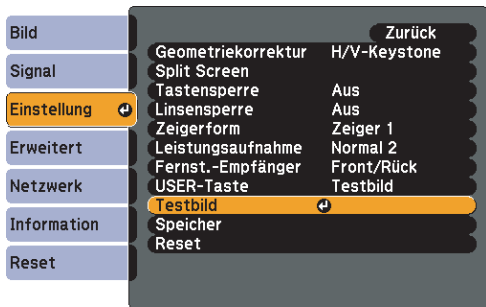 Bild
Signal
Einstellung
Erweitert
Netzwerk
Information
Reset
Zurück
Geometriekorrektur H/V-Keystone
Split Screen
Tastensperre Aus
Linsensperre Aus
Zeigerform Zeiger 1
Leistungsaufnahme Normal 2
Fernst.-Empfänger Front/Rück
USER-Taste Testbild
Testbild
Speicher
Reset